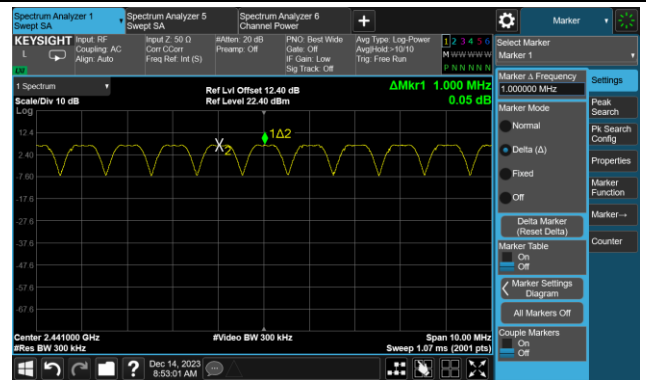 Spectrum Analyzer 1
Swept SA
Spectrum Analyzer 5
Swept SA
Spectrum Analyzer 6
Channel Power
Marker
KEYSIGHT
L
LW
Input: RF
Coupling: AC
Align: Auto
Input Z: 50 Ω
Corr CCorr
Freq Ref: Int (S)
#Atten: 20 dB
Preamp: Off
PNO: Best Wide
Gate: Off
IF Gain: Low
Sig Track: Off
Avg Type: Log-Power
Avg|Hold:>10/10
Trig: Free Run
1 2 3 4 5 6
M W W W W W
P N N N N N
Select Marker
Marker 1
1 Spectrum
Scale/Div 10 dB
Log
Ref Lvl Offset 12.40 dB
Ref Level 22.40 dBm
ΔMkr1 1.000 MHz
0.05 dB
12.4
2.40
-7.60
-17.6
-27.6
-37.6
-47.6
-57.6
-67.6
X2
1Δ2
Center 2.441000 GHz
#Res BW 300 kHz
#Video BW 300 kHz
Span 10.00 MHz
Sweep 1.07 ms (2001 pts)
Marker Δ Frequency
1.000000 MHz
Marker Mode
Normal
Delta (Δ)
Fixed
Off
Delta Marker
(Reset Delta)
Marker Table
On
Off
Marker Settings
Diagram
All Markers Off
Couple Markers
On
Off
Settings
Peak
Search
Pk Search
Config
Properties
Marker
Function
Marker→
Counter
?
Dec 14, 2023
8:53:01 AM